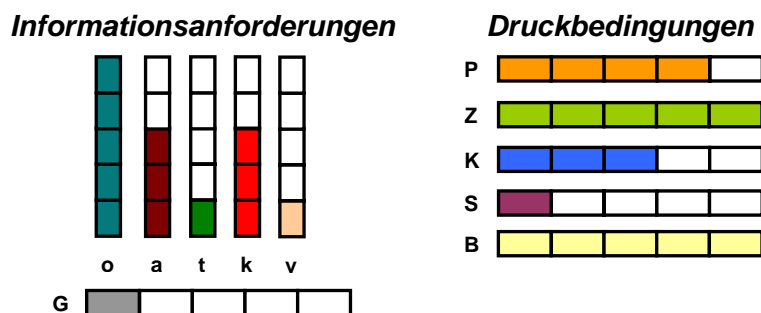 Informationsanforderungen
o a t k v
G
Druckbedingungen
P
Z
K
S
B